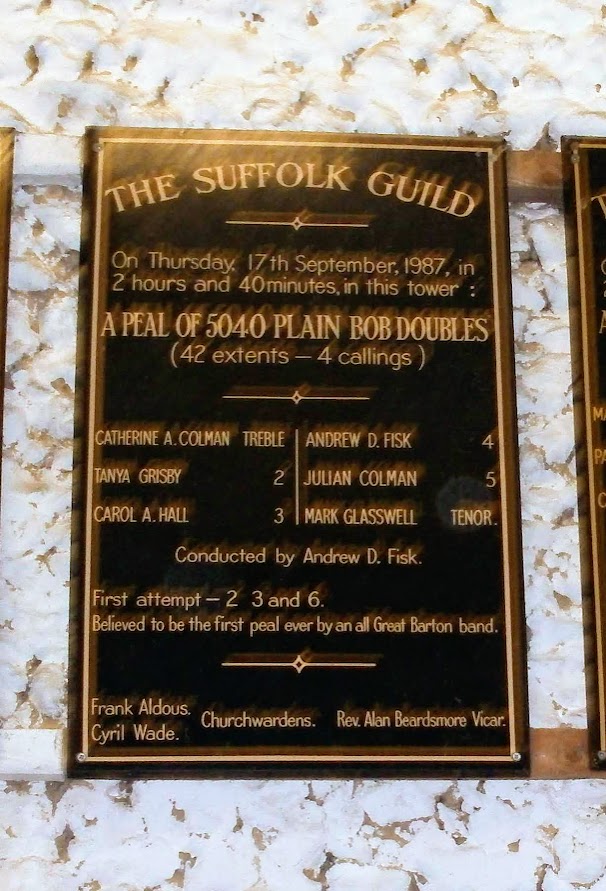 THE SUFFOLK GUILD
On Thursday, 17th September, 1987, in
2 hours and 40 minutes, in this tower :
A PEAL OF 5040 PLAIN BOB DOUBLES
(42 extents — 4 callings)
CATHERINE A. COLMAN TREBLE ANDREW D. FISK 4
TANYA GRISBY 2 JULIAN COLMAN 5
CAROL A. HALL 3 MARK GLASSWELL TENOR.
Conducted by Andrew D. Fisk.
First attempt — 2 3 and 6.
Believed to be the first peal ever by an all Great Barton band.
Frank Aldous.
Cyril Wade.
Churchwardens. Rev. Alan Beardsmore Vicar.